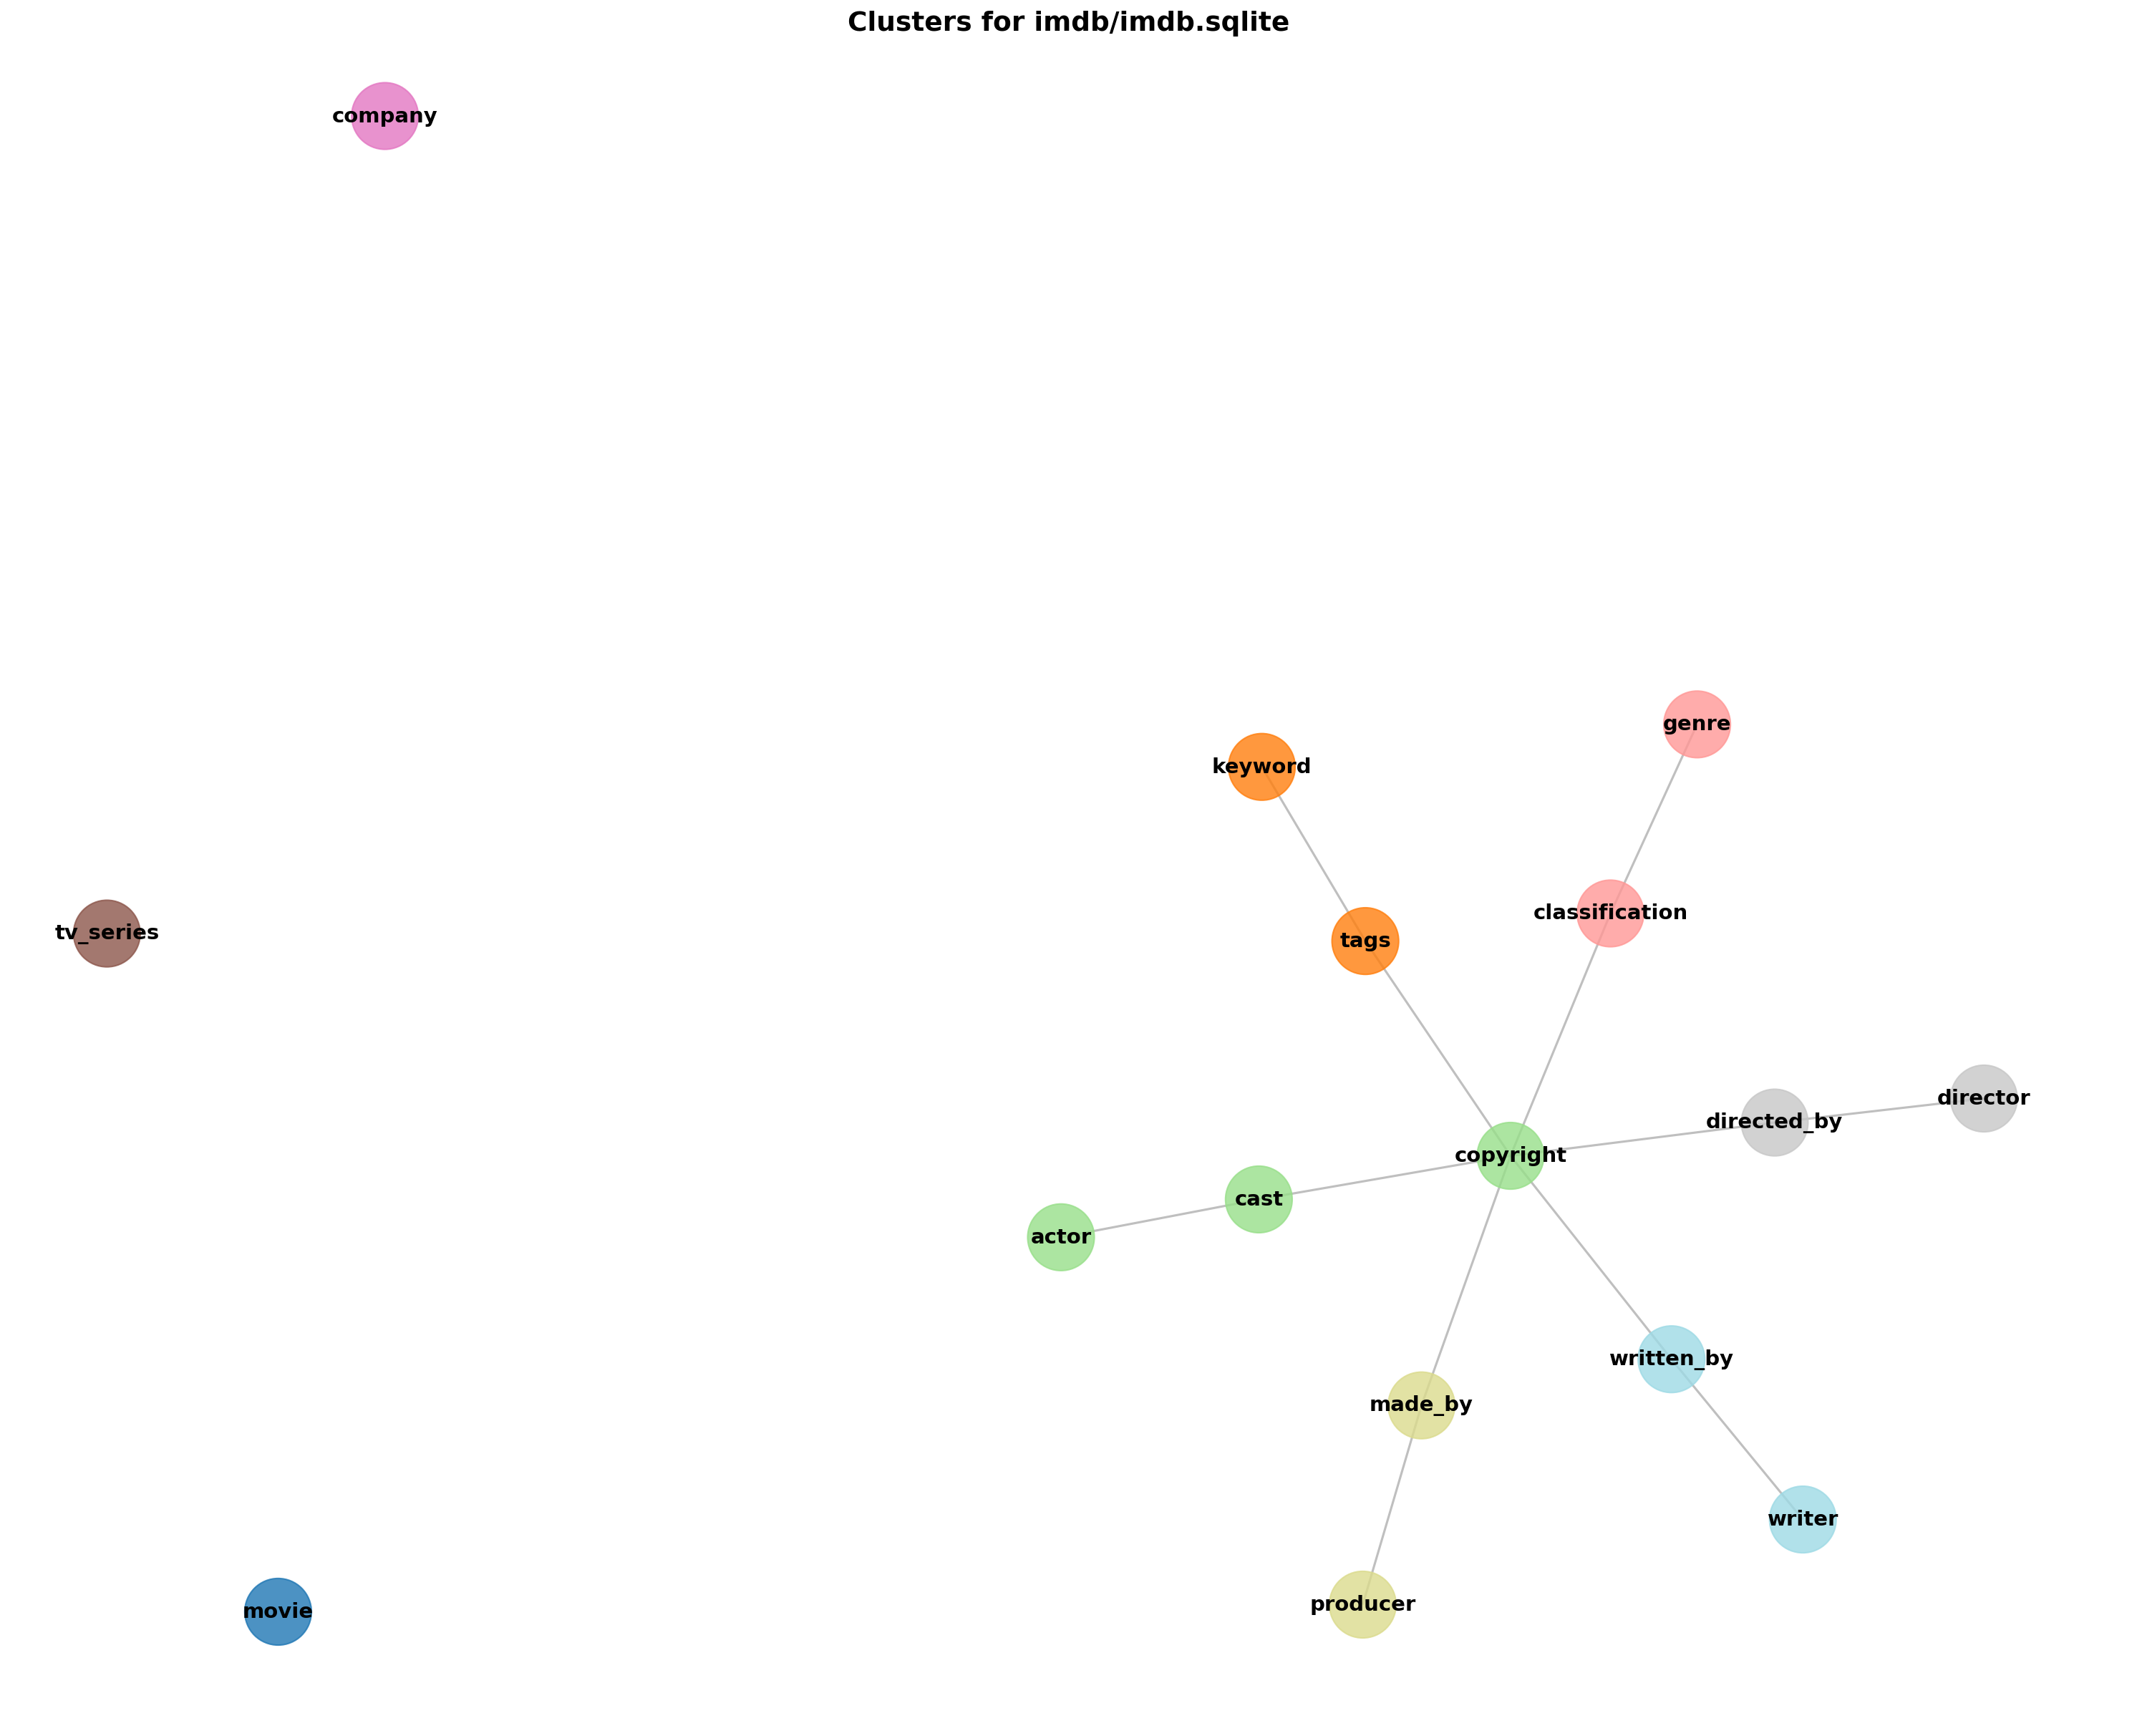 Clusters for imdb/imdb.sqlite
company
genre
keyword
classification
tv_series
tags
director
directed_by
copyright
cast
actor
written_by
made_by
writer
producer
movie